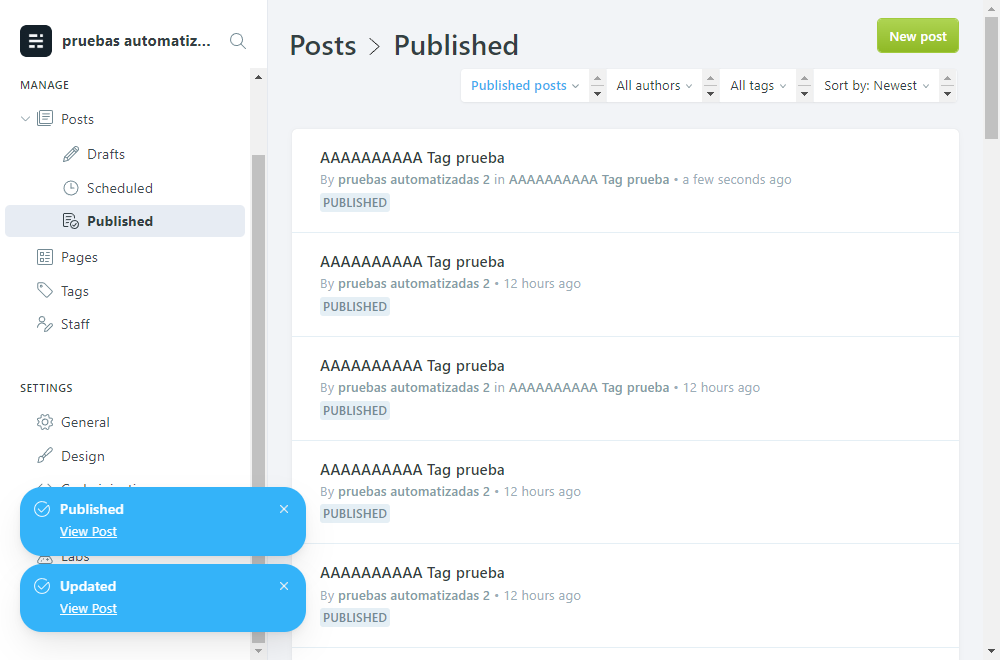 pruebas automatiz...
MANAGE
Posts
Drafts
Scheduled
Published
Pages
Tags
Staff
SETTINGS
General
Design
Published
View Post
Labs
Updated
View Post
Posts > Published
New post
Published posts
All authors
All tags
Sort by: Newest
AAAAAAAAAA Tag prueba
By pruebas automatizadas 2 in AAAAAAAAAA Tag prueba • a few seconds ago
PUBLISHED
AAAAAAAAAA Tag prueba
By pruebas automatizadas 2 • 12 hours ago
PUBLISHED
AAAAAAAAAA Tag prueba
By pruebas automatizadas 2 in AAAAAAAAAA Tag prueba • 12 hours ago
PUBLISHED
AAAAAAAAAA Tag prueba
By pruebas automatizadas 2 • 12 hours ago
PUBLISHED
AAAAAAAAAA Tag prueba
By pruebas automatizadas 2 • 12 hours ago
PUBLISHED